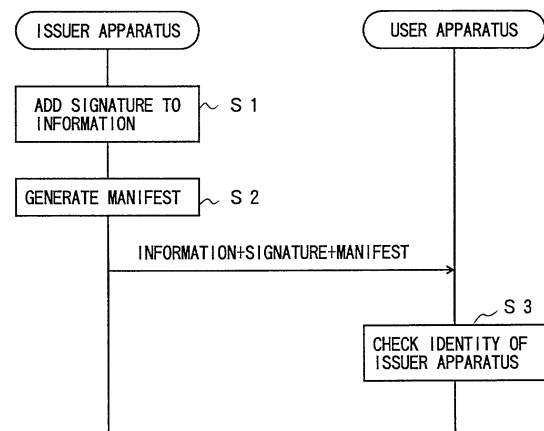 ISSUER APPARATUS
USER APPARATUS
ADD SIGNATURE TO
INFORMATION
S1
GENERATE MANIFEST
S2
INFORMATION+SIGNATURE+MANIFEST
S3
CHECK IDENTITY OF
ISSUER APPARATUS